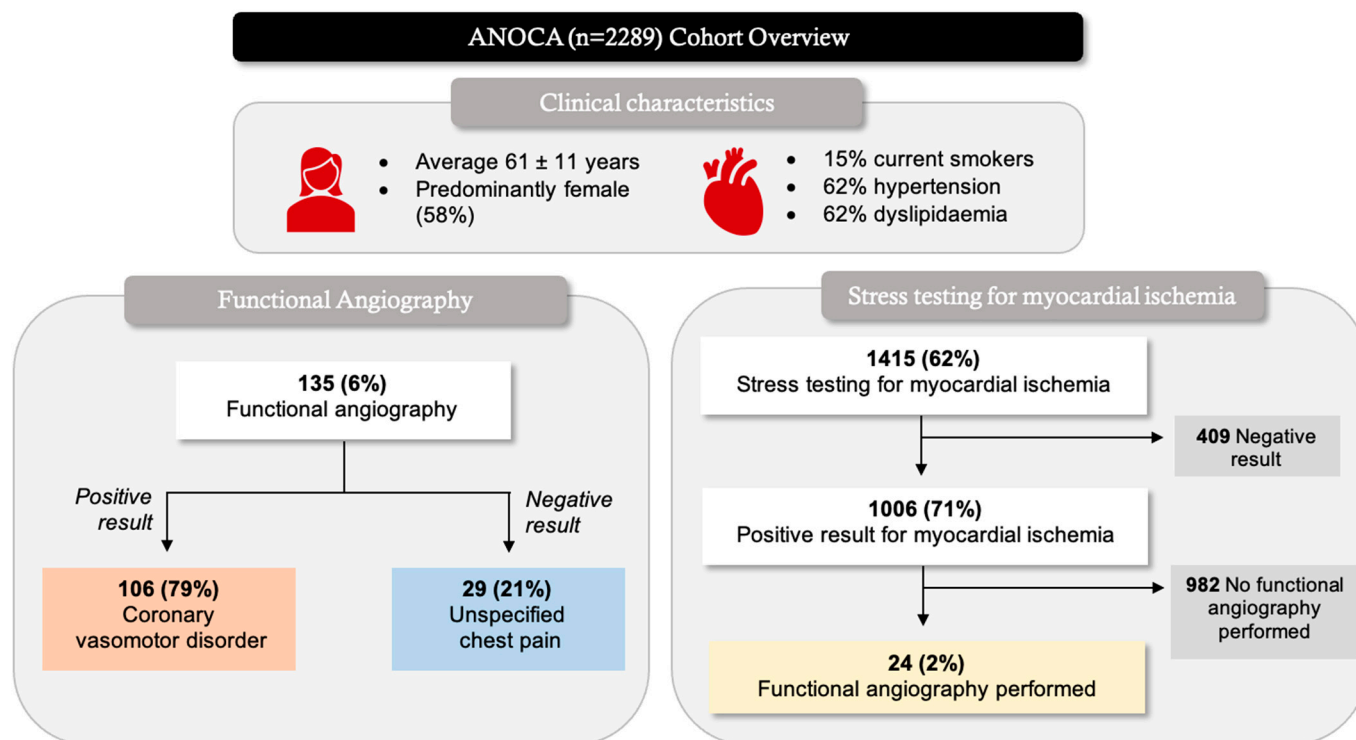 ANOCA (n=2289) Cohort Overview
Clinical characteristics
• Average 61 ± 11 years
• Predominantly female
(58%)
• 15% current smokers
• 62% hypertension
• 62% dyslipidaemia
Functional Angiography
135 (6%)
Functional angiography
Positive
result
Negative
result
106 (79%)
Coronary
vasomotor disorder
29 (21%)
Unspecified
chest pain
Stress testing for myocardial ischemia
1415 (62%)
Stress testing for myocardial ischemia
409 Negative
result
1006 (71%)
Positive result for myocardial ischemia
982 No functional
angiography
performed
24 (2%)
Functional angiography performed